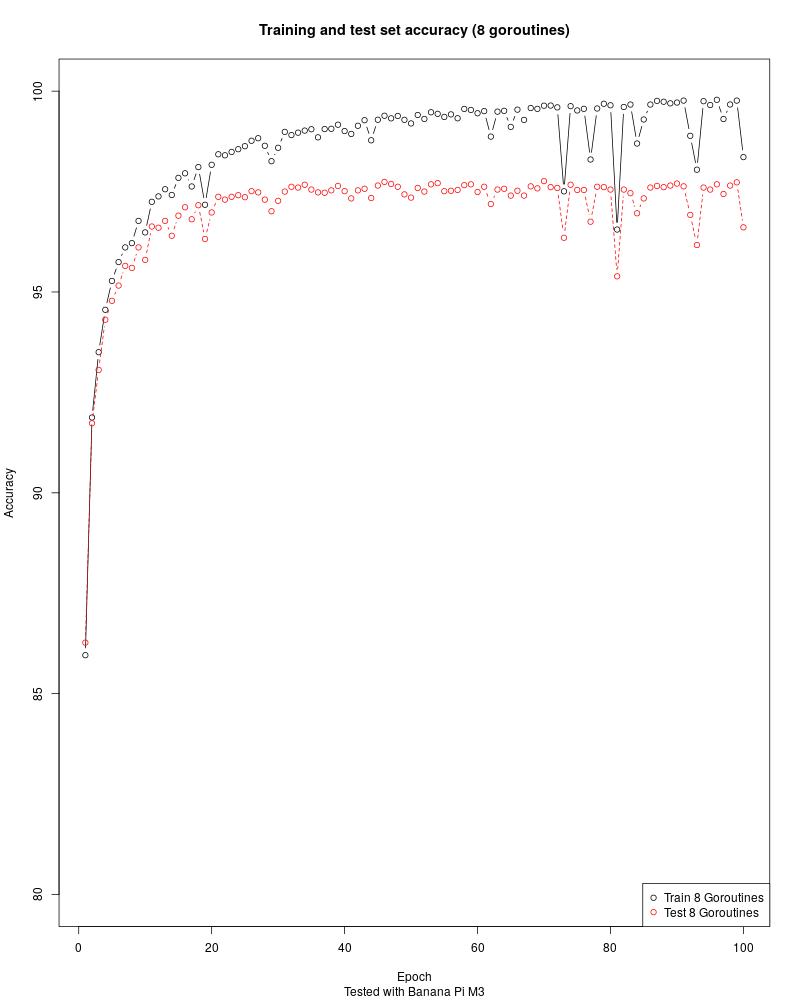 Training and test set accuracy (8 goroutines)
100
95
90
85
80
Accuracy
Train 8 Goroutines
Test 8 Goroutines
0 20 40 60 80 100
Epoch
Tested with Banana Pi M3